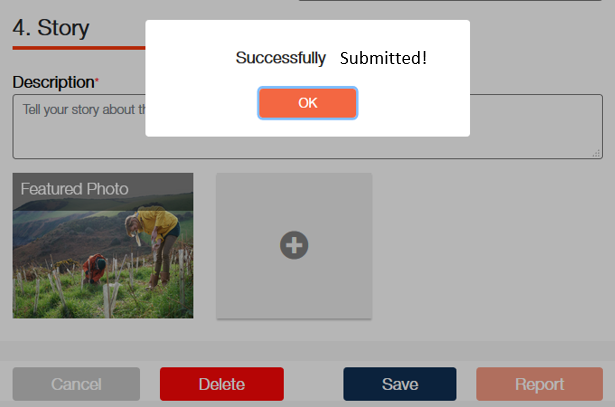 4. Story
Successfully Submitted!
OK
Description*
Tell your story about th
Featured Photo
Cancel
Delete
Save
Report